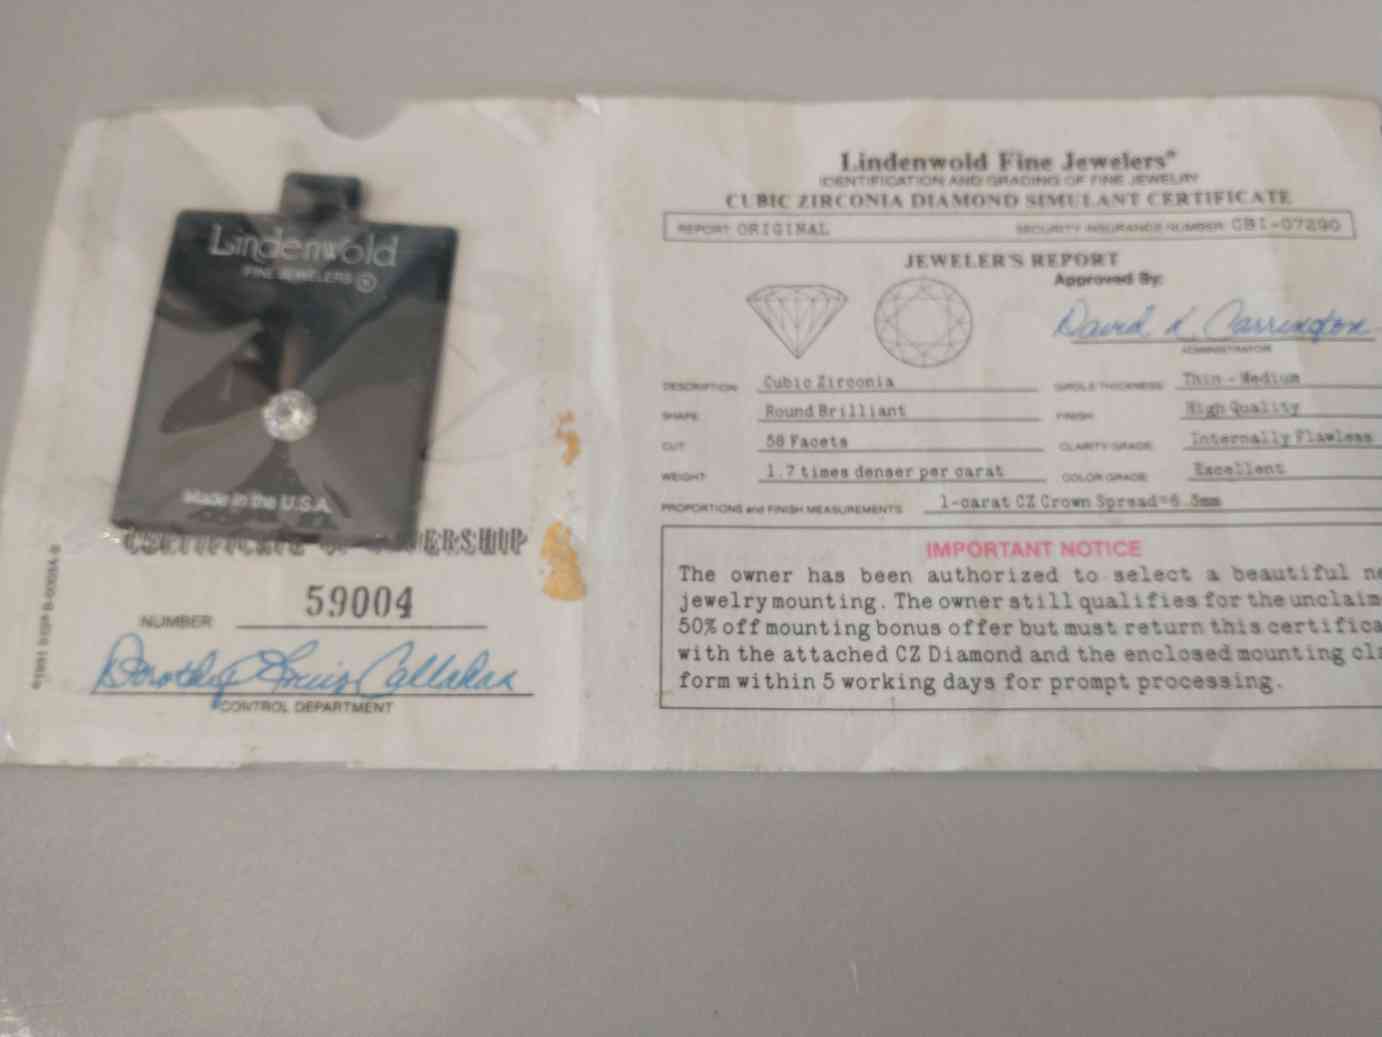 Lindenwold
FINE JEWELERS ®
Made in the U.S.A.
CERTIFICATE OF OWNERSHIP
NUMBER 59004
Dorothy Callahan
CONTROL DEPARTMENT
Lindenwold Fine Jewelers®
IDENTIFICATION AND GRADING OF FINE JEWELRY
CUBIC ZIRCONIA DIAMOND SIMULANT CERTIFICATE
REPORT: ORIGINAL SECURITY INSURANCE NUMBER: CBI-07290
JEWELER'S REPORT
Approved By:
David K Carrington
ADMINISTRATOR
DESCRIPTION: Cubic Zirconia GIRDLE THICKNESS: Thin - Medium
SHAPE: Round Brilliant FINISH: High Quality
CUT: 58 Facets CLARITY GRADE: Internally Flawless
WEIGHT: 1.7 times denser per carat COLOR GRADE: Excellent
PROPORTIONS and FINISH MEASUREMENTS 1-carat CZ Crown Spread=6.5mm
IMPORTANT NOTICE
The owner has been authorized to select a beautiful ne
jewelry mounting. The owner still qualifies for the unclaim
50% off mounting bonus offer but must return this certifica
with the attached CZ Diamond and the enclosed mounting cla
form within 5 working days for prompt processing.